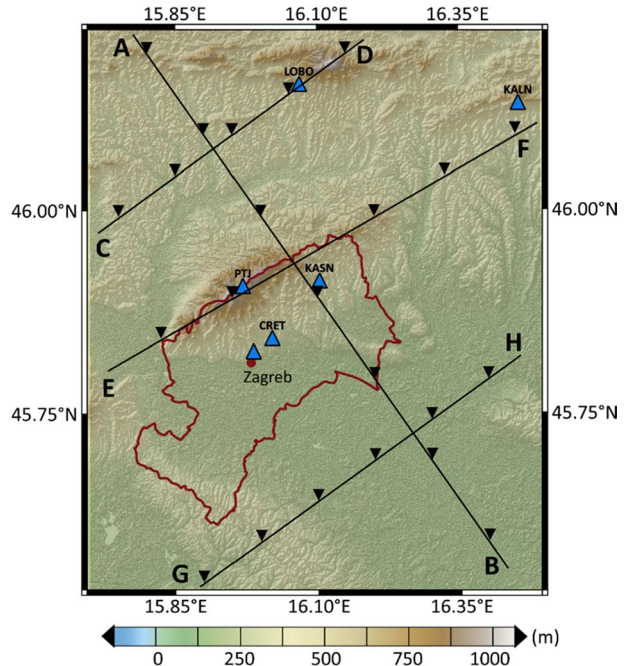 15.85°E 16.10°E 16.35°E
A
D
LOBO
KALN
F
46.00°N 46.00°N
C
PTJ KASN
CRET
H
E
Zagreb
45.75°N 45.75°N
G
B
15.85°E 16.10°E 16.35°E
(m)
0 250 500 750 1000